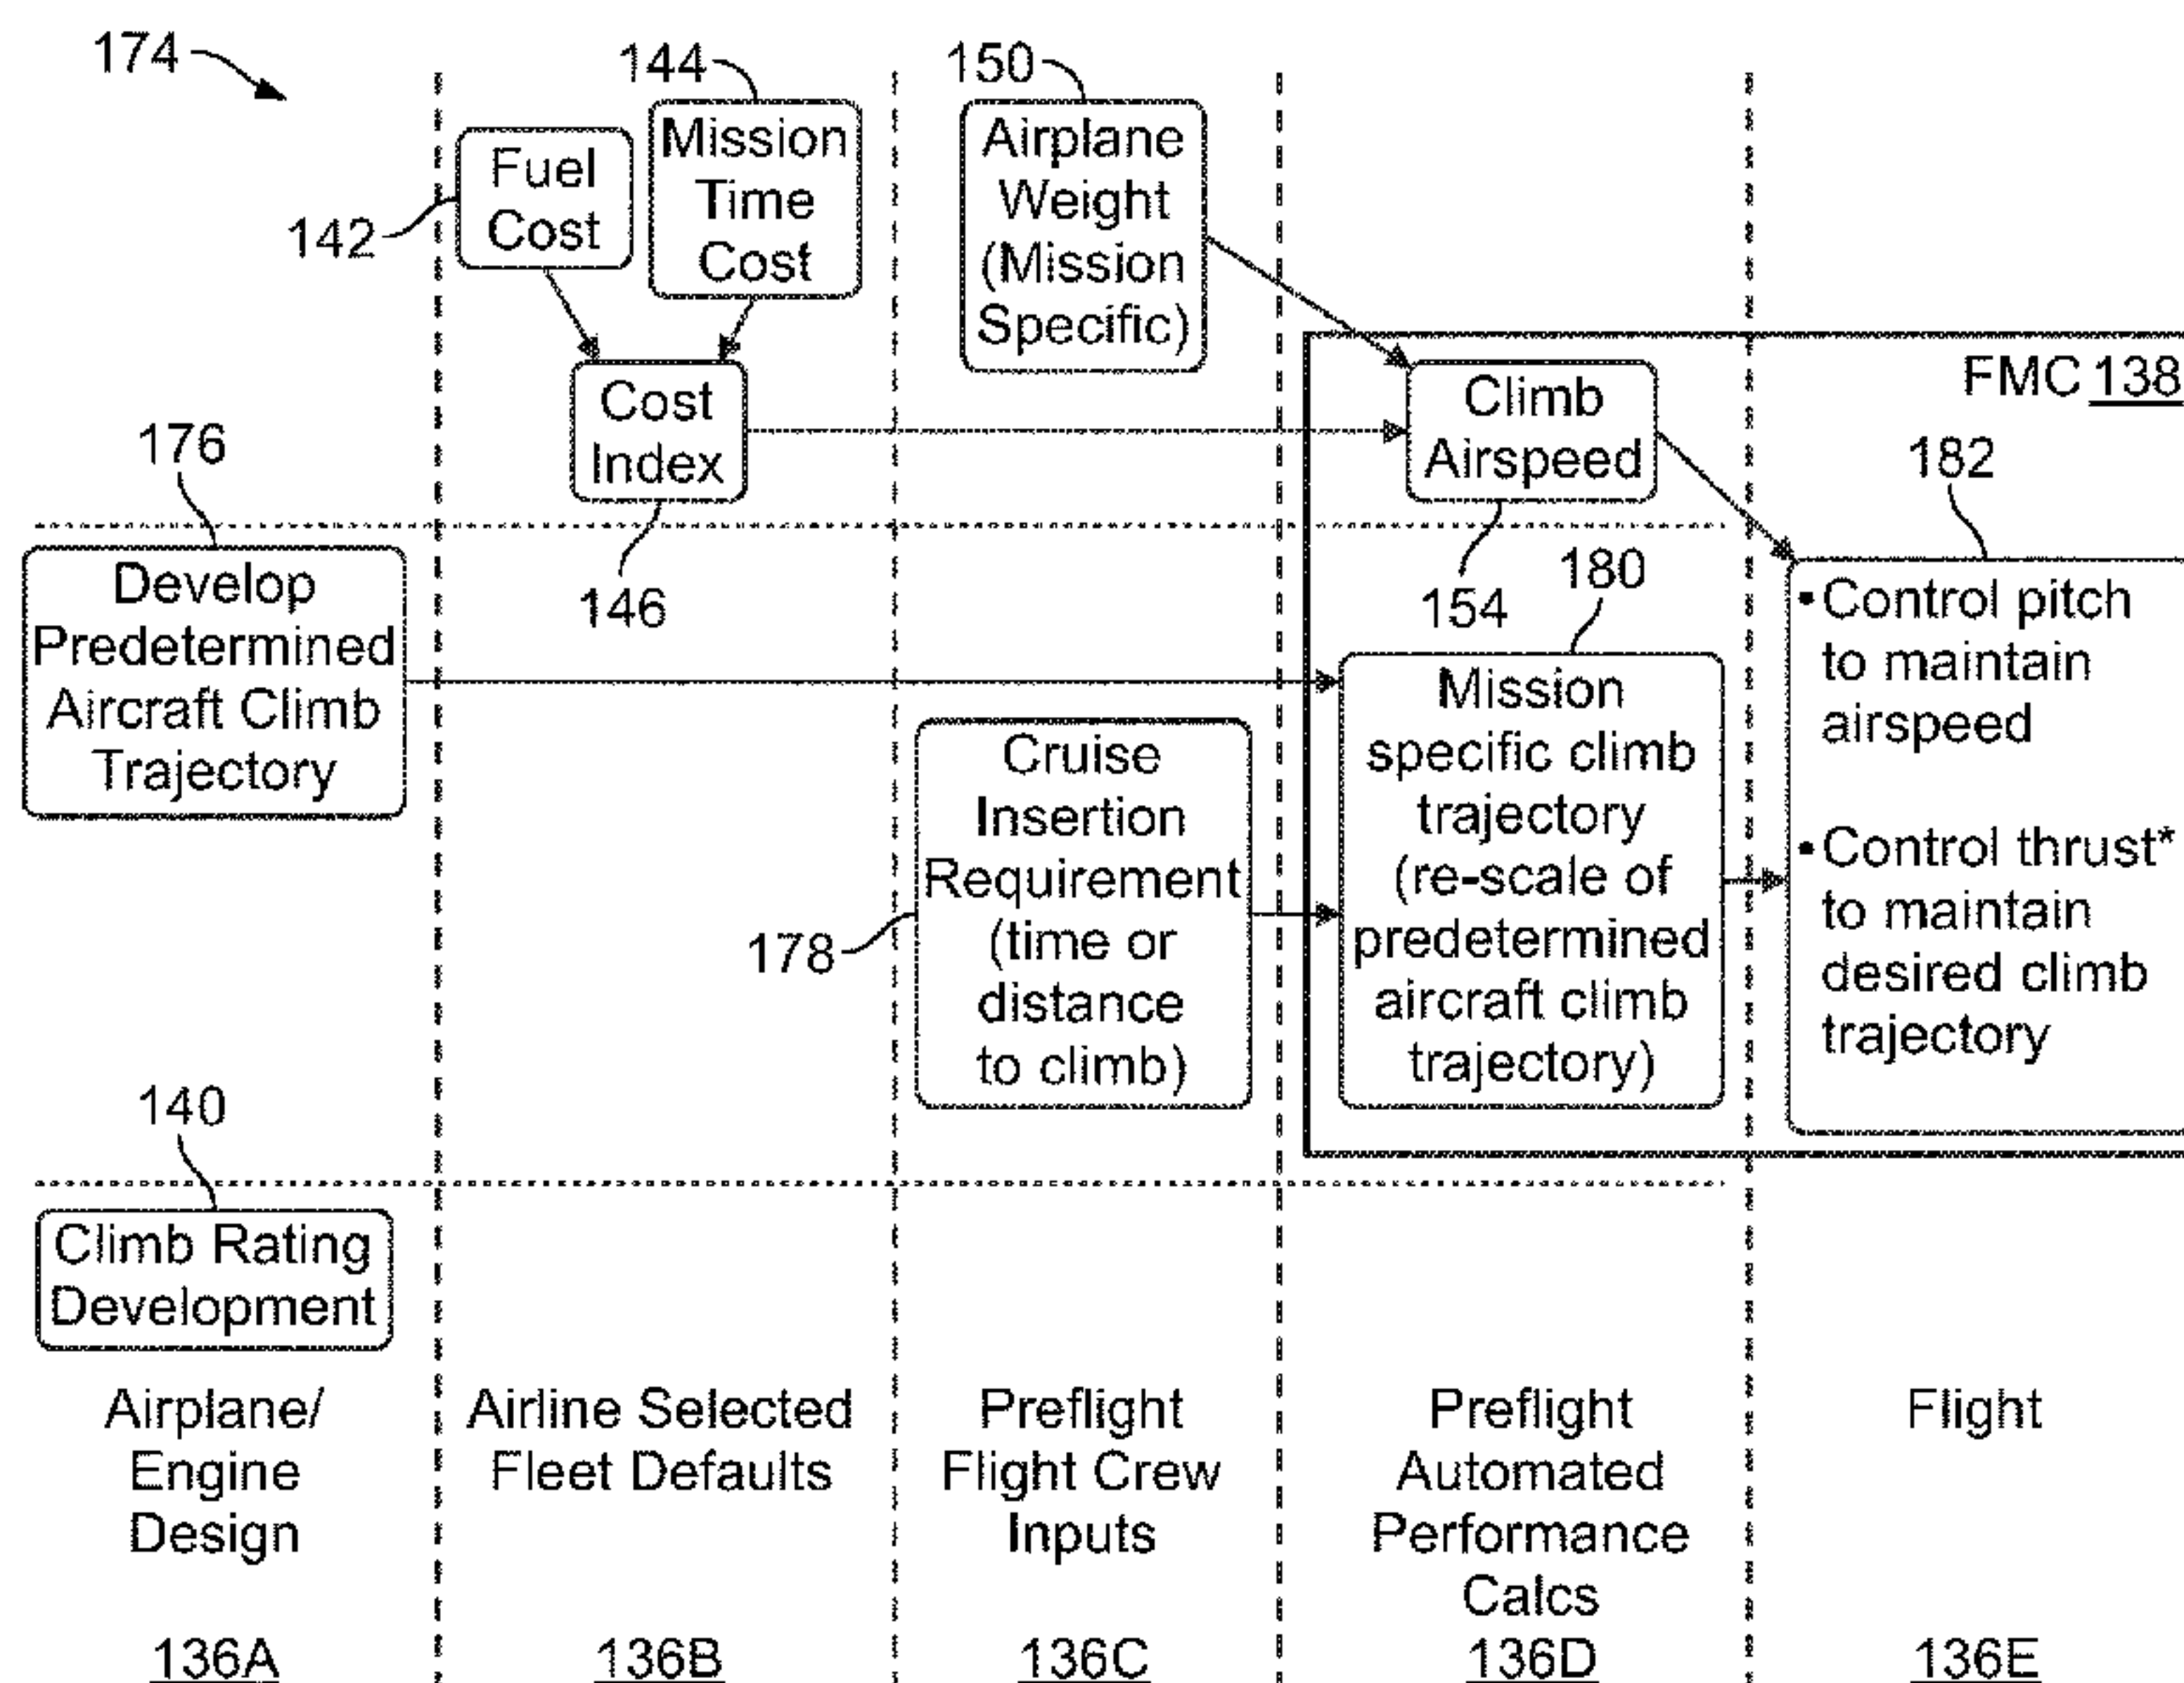 174
144
150
Fuel
Cost
142
Mission
Time
Cost
Airplane
Weight
(Mission
Specific)
FMC 138
Cost
Index
146
Climb
Airspeed
154
176
Develop
Predetermined
Aircraft Climb
Trajectory
178
Cruise
Insertion
Requirement
(time or
distance
to climb)
180
Mission
specific climb
trajectory
(re-scale of
predetermined
aircraft climb
trajectory)
182
•Control pitch
to maintain
airspeed
•Control thrust*
to maintain
desired climb
trajectory
140
Climb Rating
Development
Airplane/
Engine
Design
136A
Airline Selected
Fleet Defaults
136B
Preflight
Flight Crew
Inputs
136C
Preflight
Automated
Performance
Calcs
136D
Flight
136E